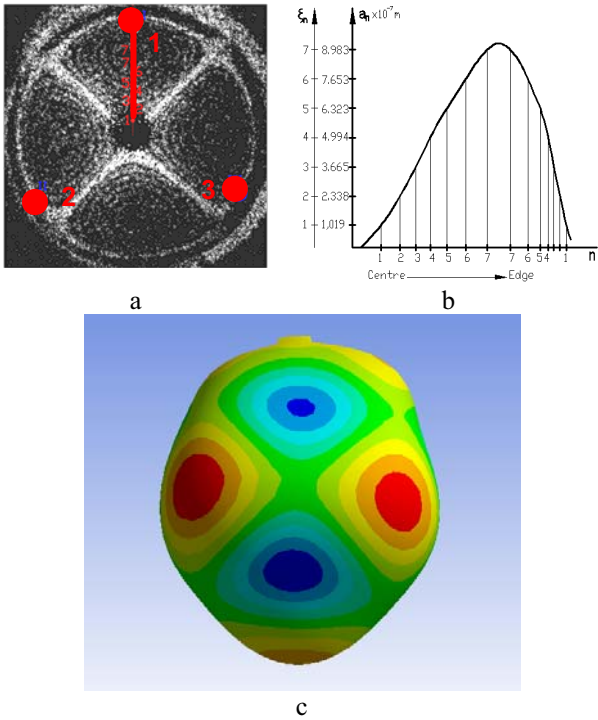 1
2
3
a
ξn
aₙ×10⁻⁷ m
7 8.983
6 7.653
5 6.323
4 4.994
3 3.665
2 2.338
1 1,019
1 2 3 4 5 6 7 7 6 5 4 1 n
Centre Edge
b
c